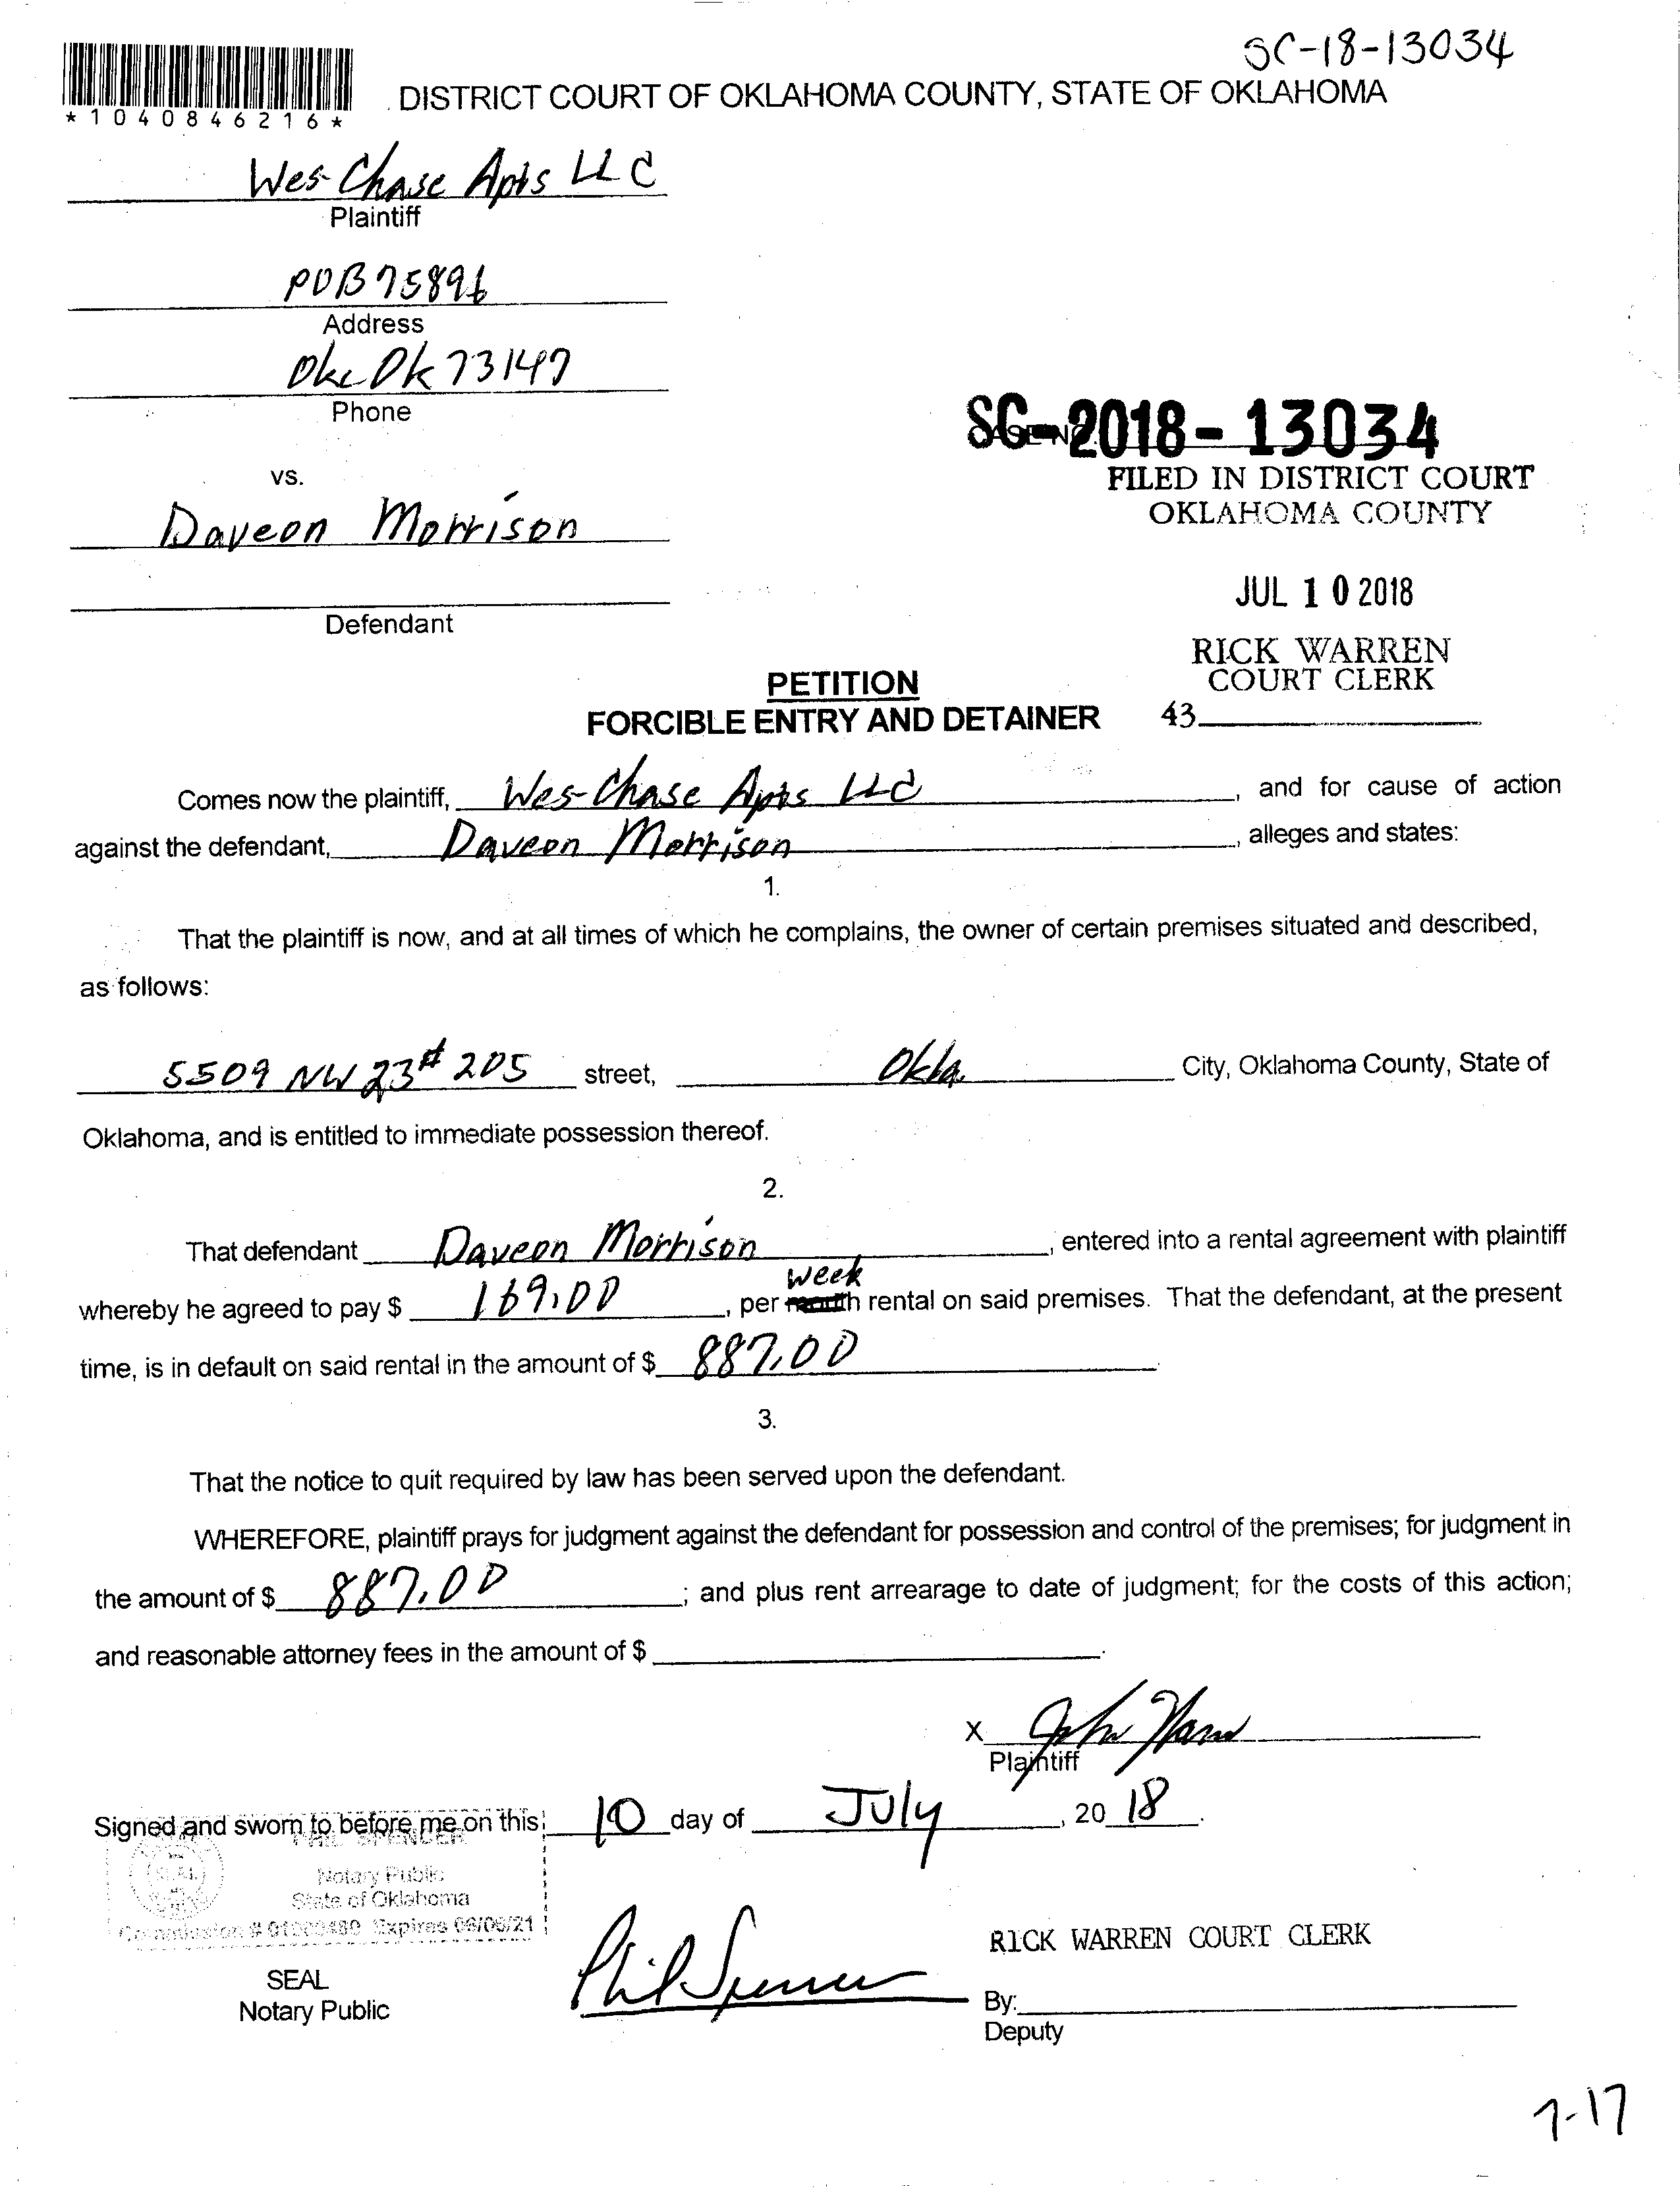 SC-18-13034
*1040846216*
DISTRICT COURT OF OKLAHOMA COUNTY, STATE OF OKLAHOMA
Wes-Chase Apts LLC
Plaintiff
POB 75896
Address
Okc Ok 73147
Phone
SC-2018-13034
FILED IN DISTRICT COURT
OKLAHOMA COUNTY
vs.
Daveon Morrison
JUL 10 2018
Defendant
RICK WARREN
COURT CLERK
43
PETITION
FORCIBLE ENTRY AND DETAINER
Comes now the plaintiff, Wes-Chase Apts LLC, and for cause of action
against the defendant, Daveon Morrison, alleges and states:
1.
That the plaintiff is now, and at all times of which he complains, the owner of certain premises situated and described,
as follows:
5509 NW 23 # 205 street, Okla. City, Oklahoma County, State of
Oklahoma, and is entitled to immediate possession thereof.
2.
That defendant Daveon Morrison, entered into a rental agreement with plaintiff
week
whereby he agreed to pay $ 169.00, per month rental on said premises. That the defendant, at the present
time, is in default on said rental in the amount of $ 887.00.
3.
That the notice to quit required by law has been served upon the defendant.
WHEREFORE, plaintiff prays for judgment against the defendant for possession and control of the premises; for judgment in
the amount of $ 887.00; and plus rent arrearage to date of judgment; for the costs of this action;
and reasonable attorney fees in the amount of $ .
X
Plaintiff
Signed and sworn to before me on this: 10 day of July, 20 18.
PHIL SPENCER
SEAL
Notary Public
State of Oklahoma
Commission # Expires 06/06/21
Phil Spencer
RICK WARREN COURT CLERK
SEAL
Notary Public
By:
Deputy
7-17